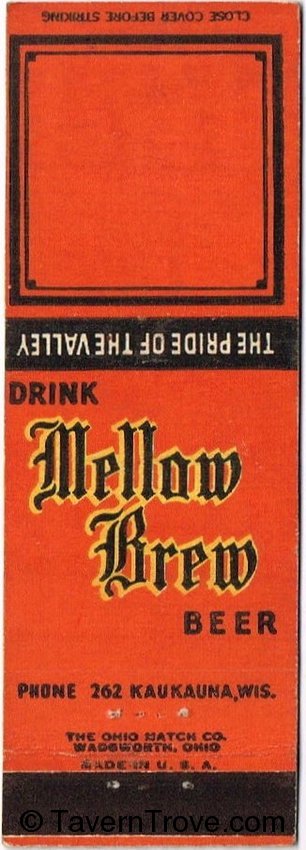 CLOSE COVER BEFORE STRIKING
THE PRIDE OF THE VALLEY
DRINK
Mellow
Brew
BEER
PHONE 262 KAUKAUNA, WIS.
THE OHIO MATCH CO.
WADSWORTH, OHIO
MADE IN U. S. A.
© TavernTrove.com